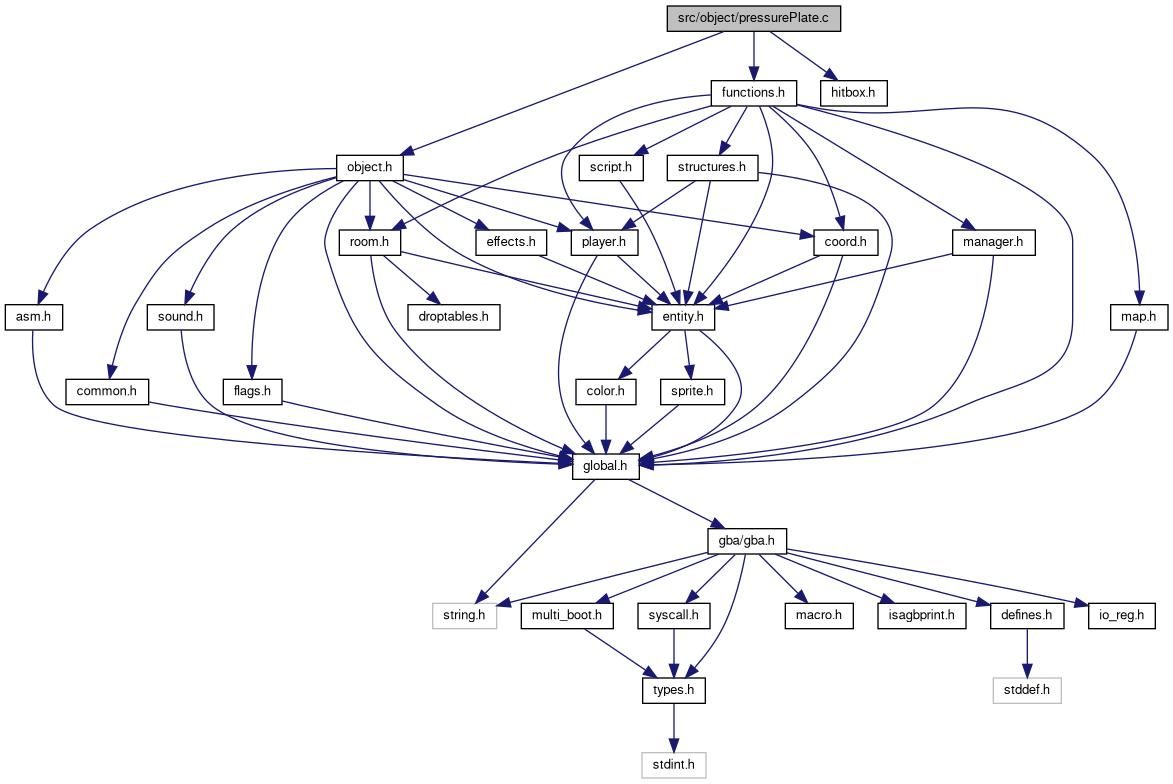 src/object/pressurePlate.c
functions.h
hitbox.h
object.h
script.h
structures.h
room.h
effects.h
player.h
coord.h
manager.h
asm.h
sound.h
droptables.h
entity.h
map.h
common.h
flags.h
color.h
sprite.h
global.h
gba/gba.h
string.h
multi_boot.h
syscall.h
macro.h
isagbprint.h
defines.h
io_reg.h
types.h
stddef.h
stdint.h